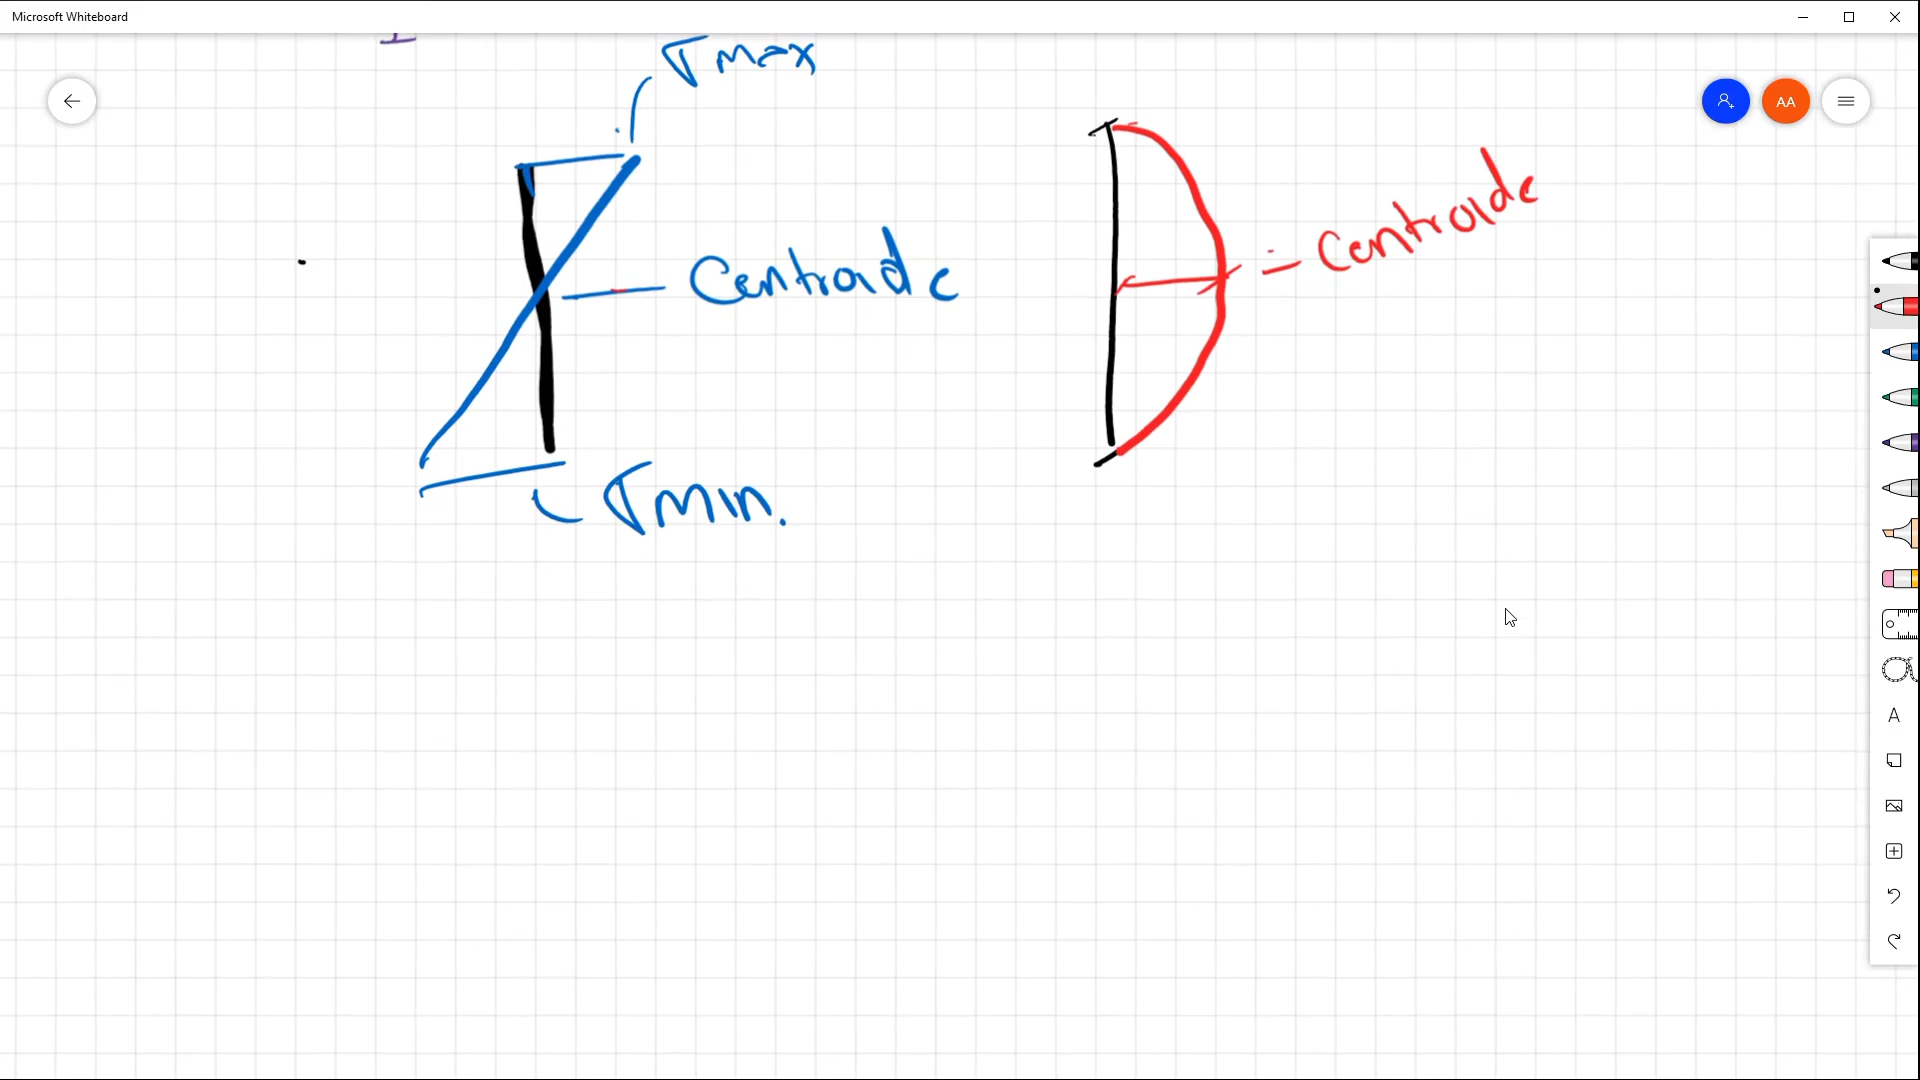 Microsoft Whiteboard
σmax
AA
Centroide
Centroide
σmin.
A